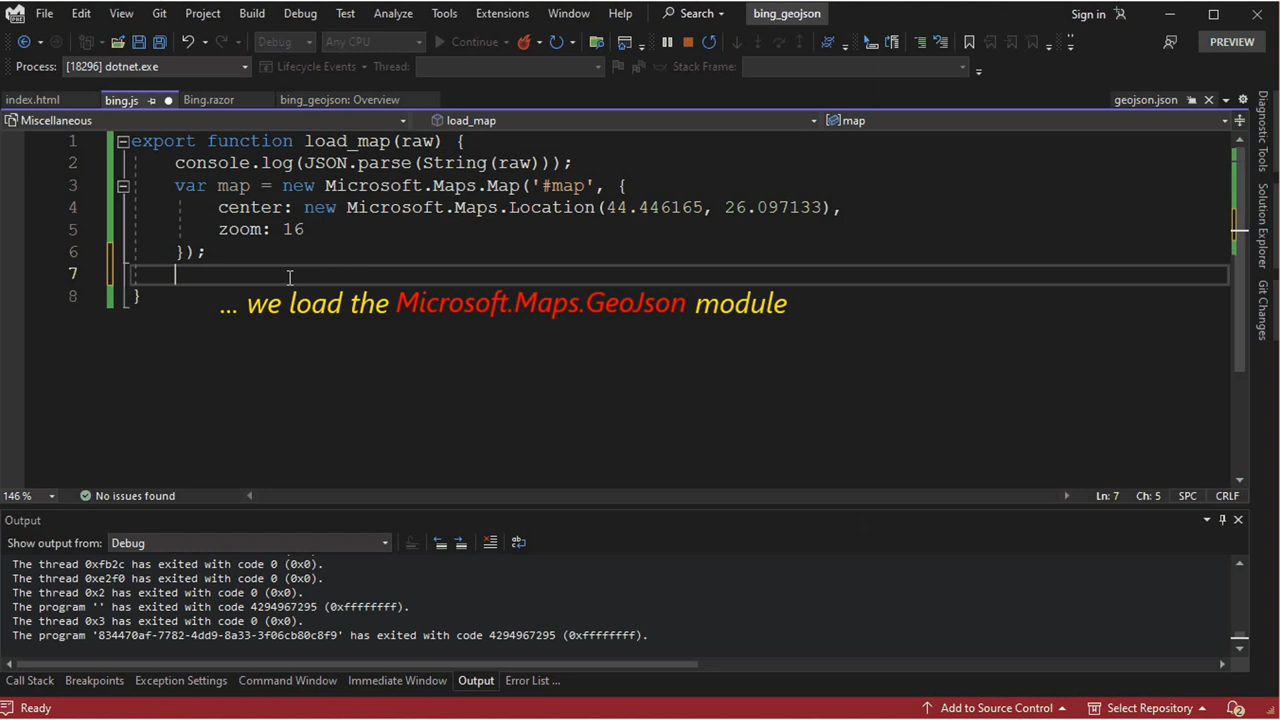 File Edit View Git Project Build Debug Test Analyze Tools Extensions Window Help Search bing_geojson Sign in
Debug Any CPU Continue PREVIEW
Process: [18296] dotnet.exe Lifecycle Events Thread: Stack Frame:
index.html bing.js Bing.razor bing_geojson: Overview geojson.json
Miscellaneous load_map map
1 export function load_map(raw) {
2 console.log(JSON.parse(String(raw)));
3 var map = new Microsoft.Maps.Map('#map', {
4 center: new Microsoft.Maps.Location(44.446165, 26.097133),
5 zoom: 16
6 });
7
8 }
... we load the Microsoft.Maps.GeoJson module
Diagnostic Tools
Git Changes
146 % No issues found Ln: 7 Ch: 5 SPC CRLF
Output
Show output from: Debug
The thread 0xfb2c has exited with code 0 (0x0).
The thread 0xe2f0 has exited with code 0 (0x0).
The thread 0x2 has exited with code 0 (0x0).
The program '' has exited with code 4294967295 (0xffffffff).
The thread 0x3 has exited with code 0 (0x0).
The program '834470af-7782-4dd9-8a33-3f06cb80c8f9' has exited with code 4294967295 (0xffffffff).
Call Stack Breakpoints Exception Settings Command Window Immediate Window Output Error List ...
Ready Add to Source Control Select Repository 2